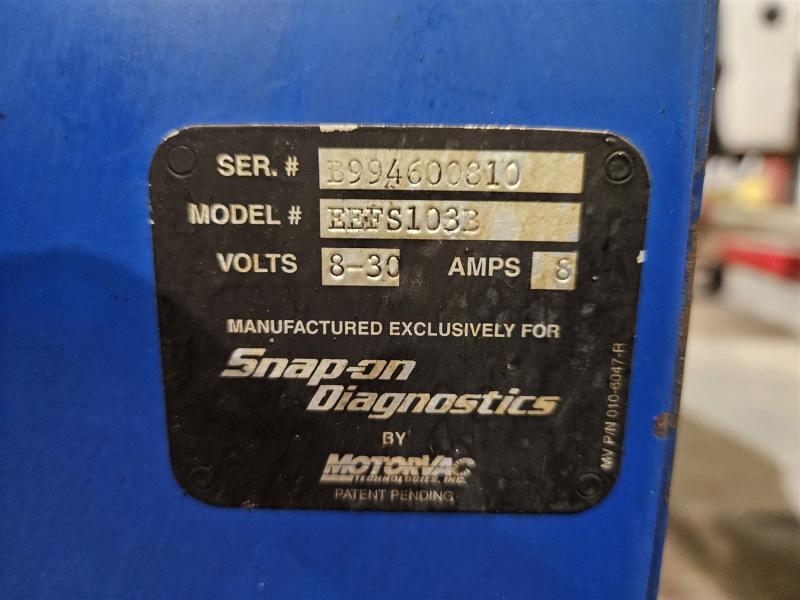 SER. # B994600810
MODEL # EEFS103B
VOLTS 8-30 AMPS 8
MANUFACTURED EXCLUSIVELY FOR
Snap-on
Diagnostics
BY
MOTORVAC
TECHNOLOGIES, INC.
PATENT PENDING
MV P/N 010-6047-R